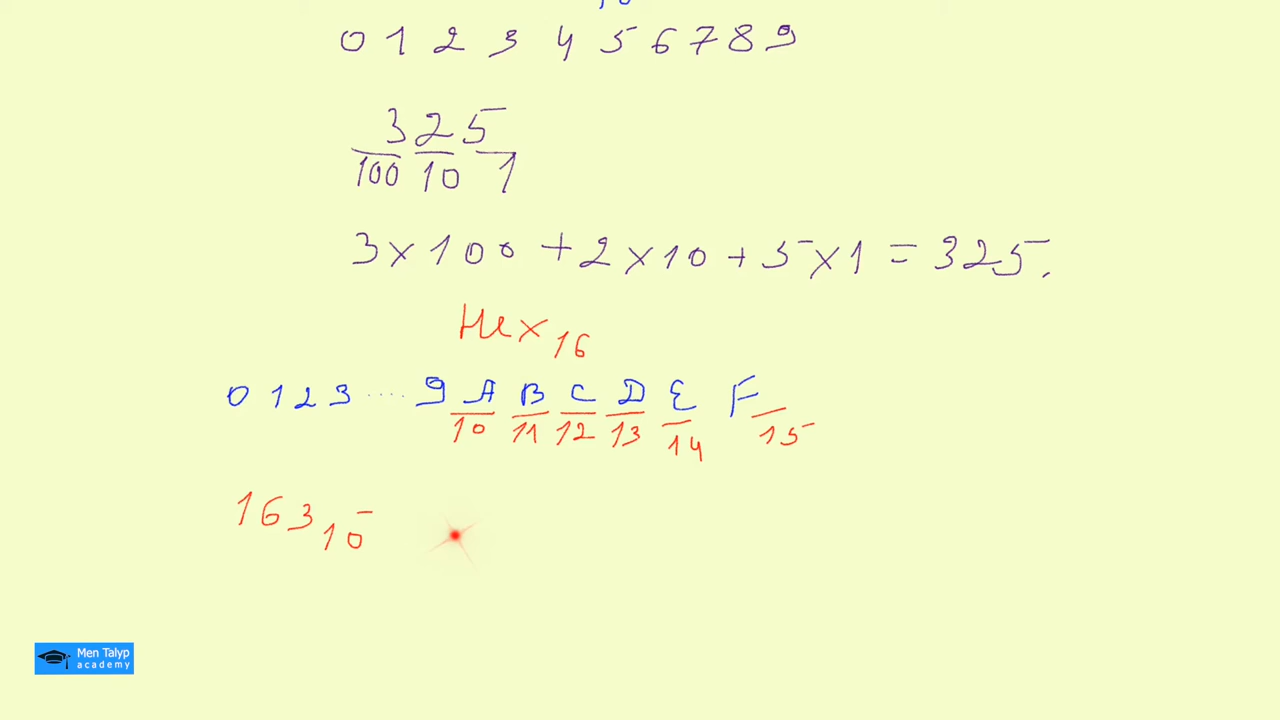 0 1 2 3 4 5 6 7 8 9
3 2 5
100 10 1
3 × 100 + 2 × 10 + 5 × 1 = 325.
Hex 16
0 1 2 3 ..... 9 A B C D E F
10 11 12 13 14 15
163 10
Men Talyp
academy